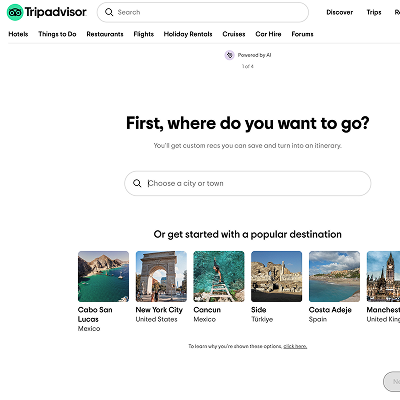 Tripadvisor
Search
Discover Trips
Hotels Things to Do Restaurants Flights Holiday Rentals Cruises Car Hire Forums
Powered by AI
1 of 4
First, where do you want to go?
You'll get custom recs you can save and turn into an itinerary.
Choose a city or town
Or get started with a popular destination
Cabo San
Lucas
Mexico
New York City
United States
Cancun
Mexico
Side
Türkiye
Costa Adeje
Spain
To learn why you're shown these options, click here.